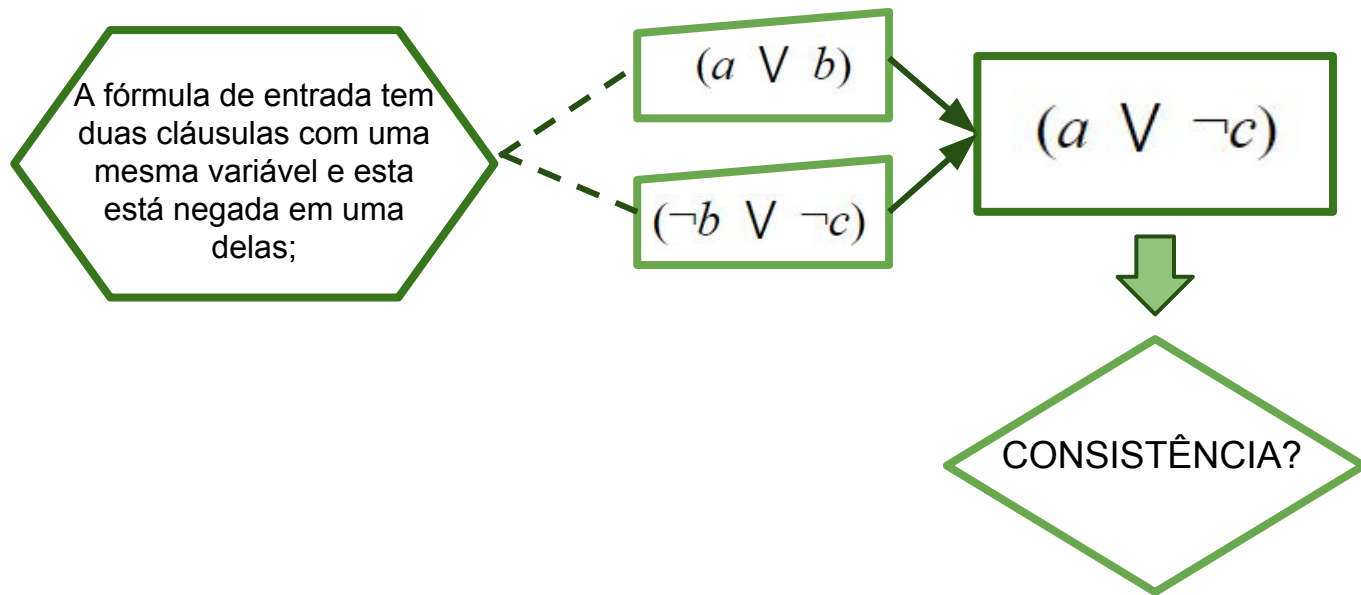 A fórmula de entrada tem
duas cláusulas com uma
mesma variável e esta
está negada em uma
delas;
(a ∨ b)
(¬b ∨ ¬c)
(a ∨ ¬c)
CONSISTÊNCIA?